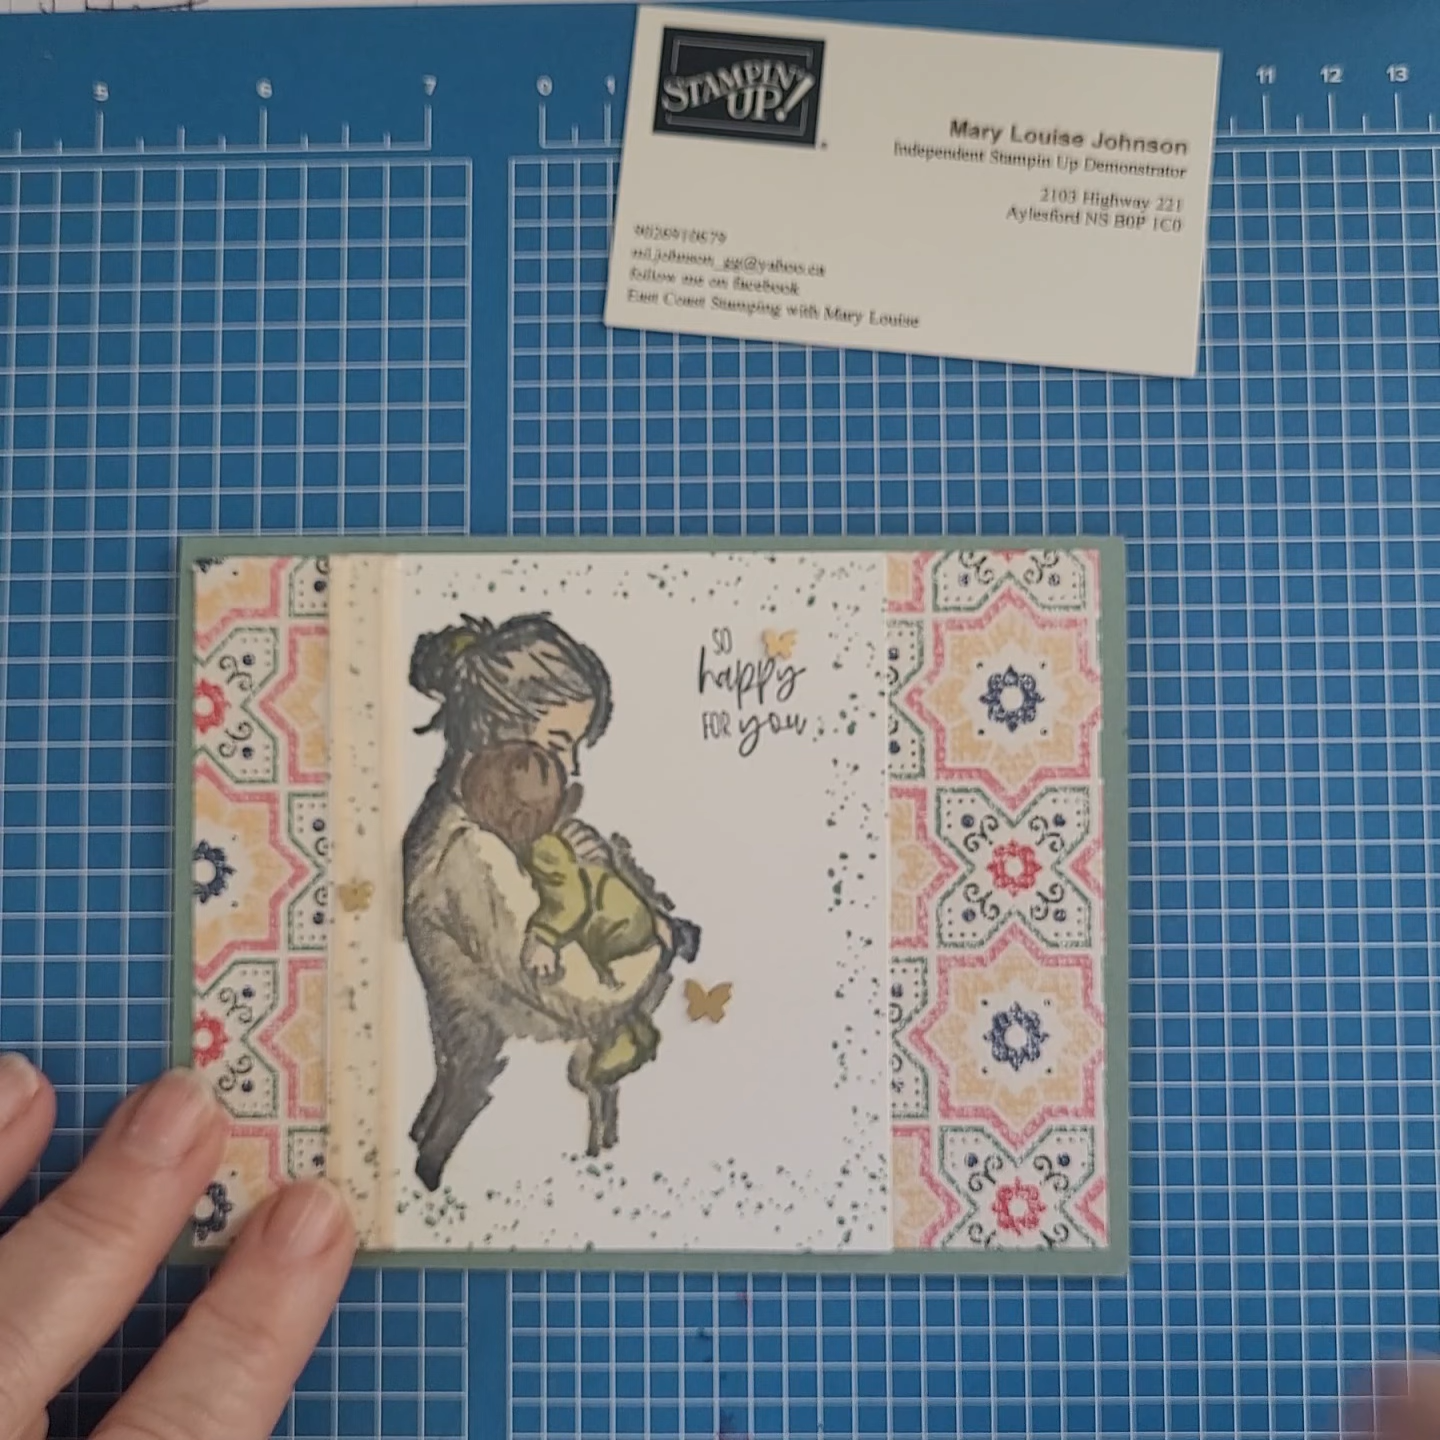 5 6 7 0 1 11 12 13
STAMPIN'
UP!
Mary Louise Johnson
Independent Stampin Up Demonstrator
2103 Highway 221
Aylesford NS B0P 1C0
follow me on facebook
East Coast Stamping with Mary Louise
SO
happy
FOR you